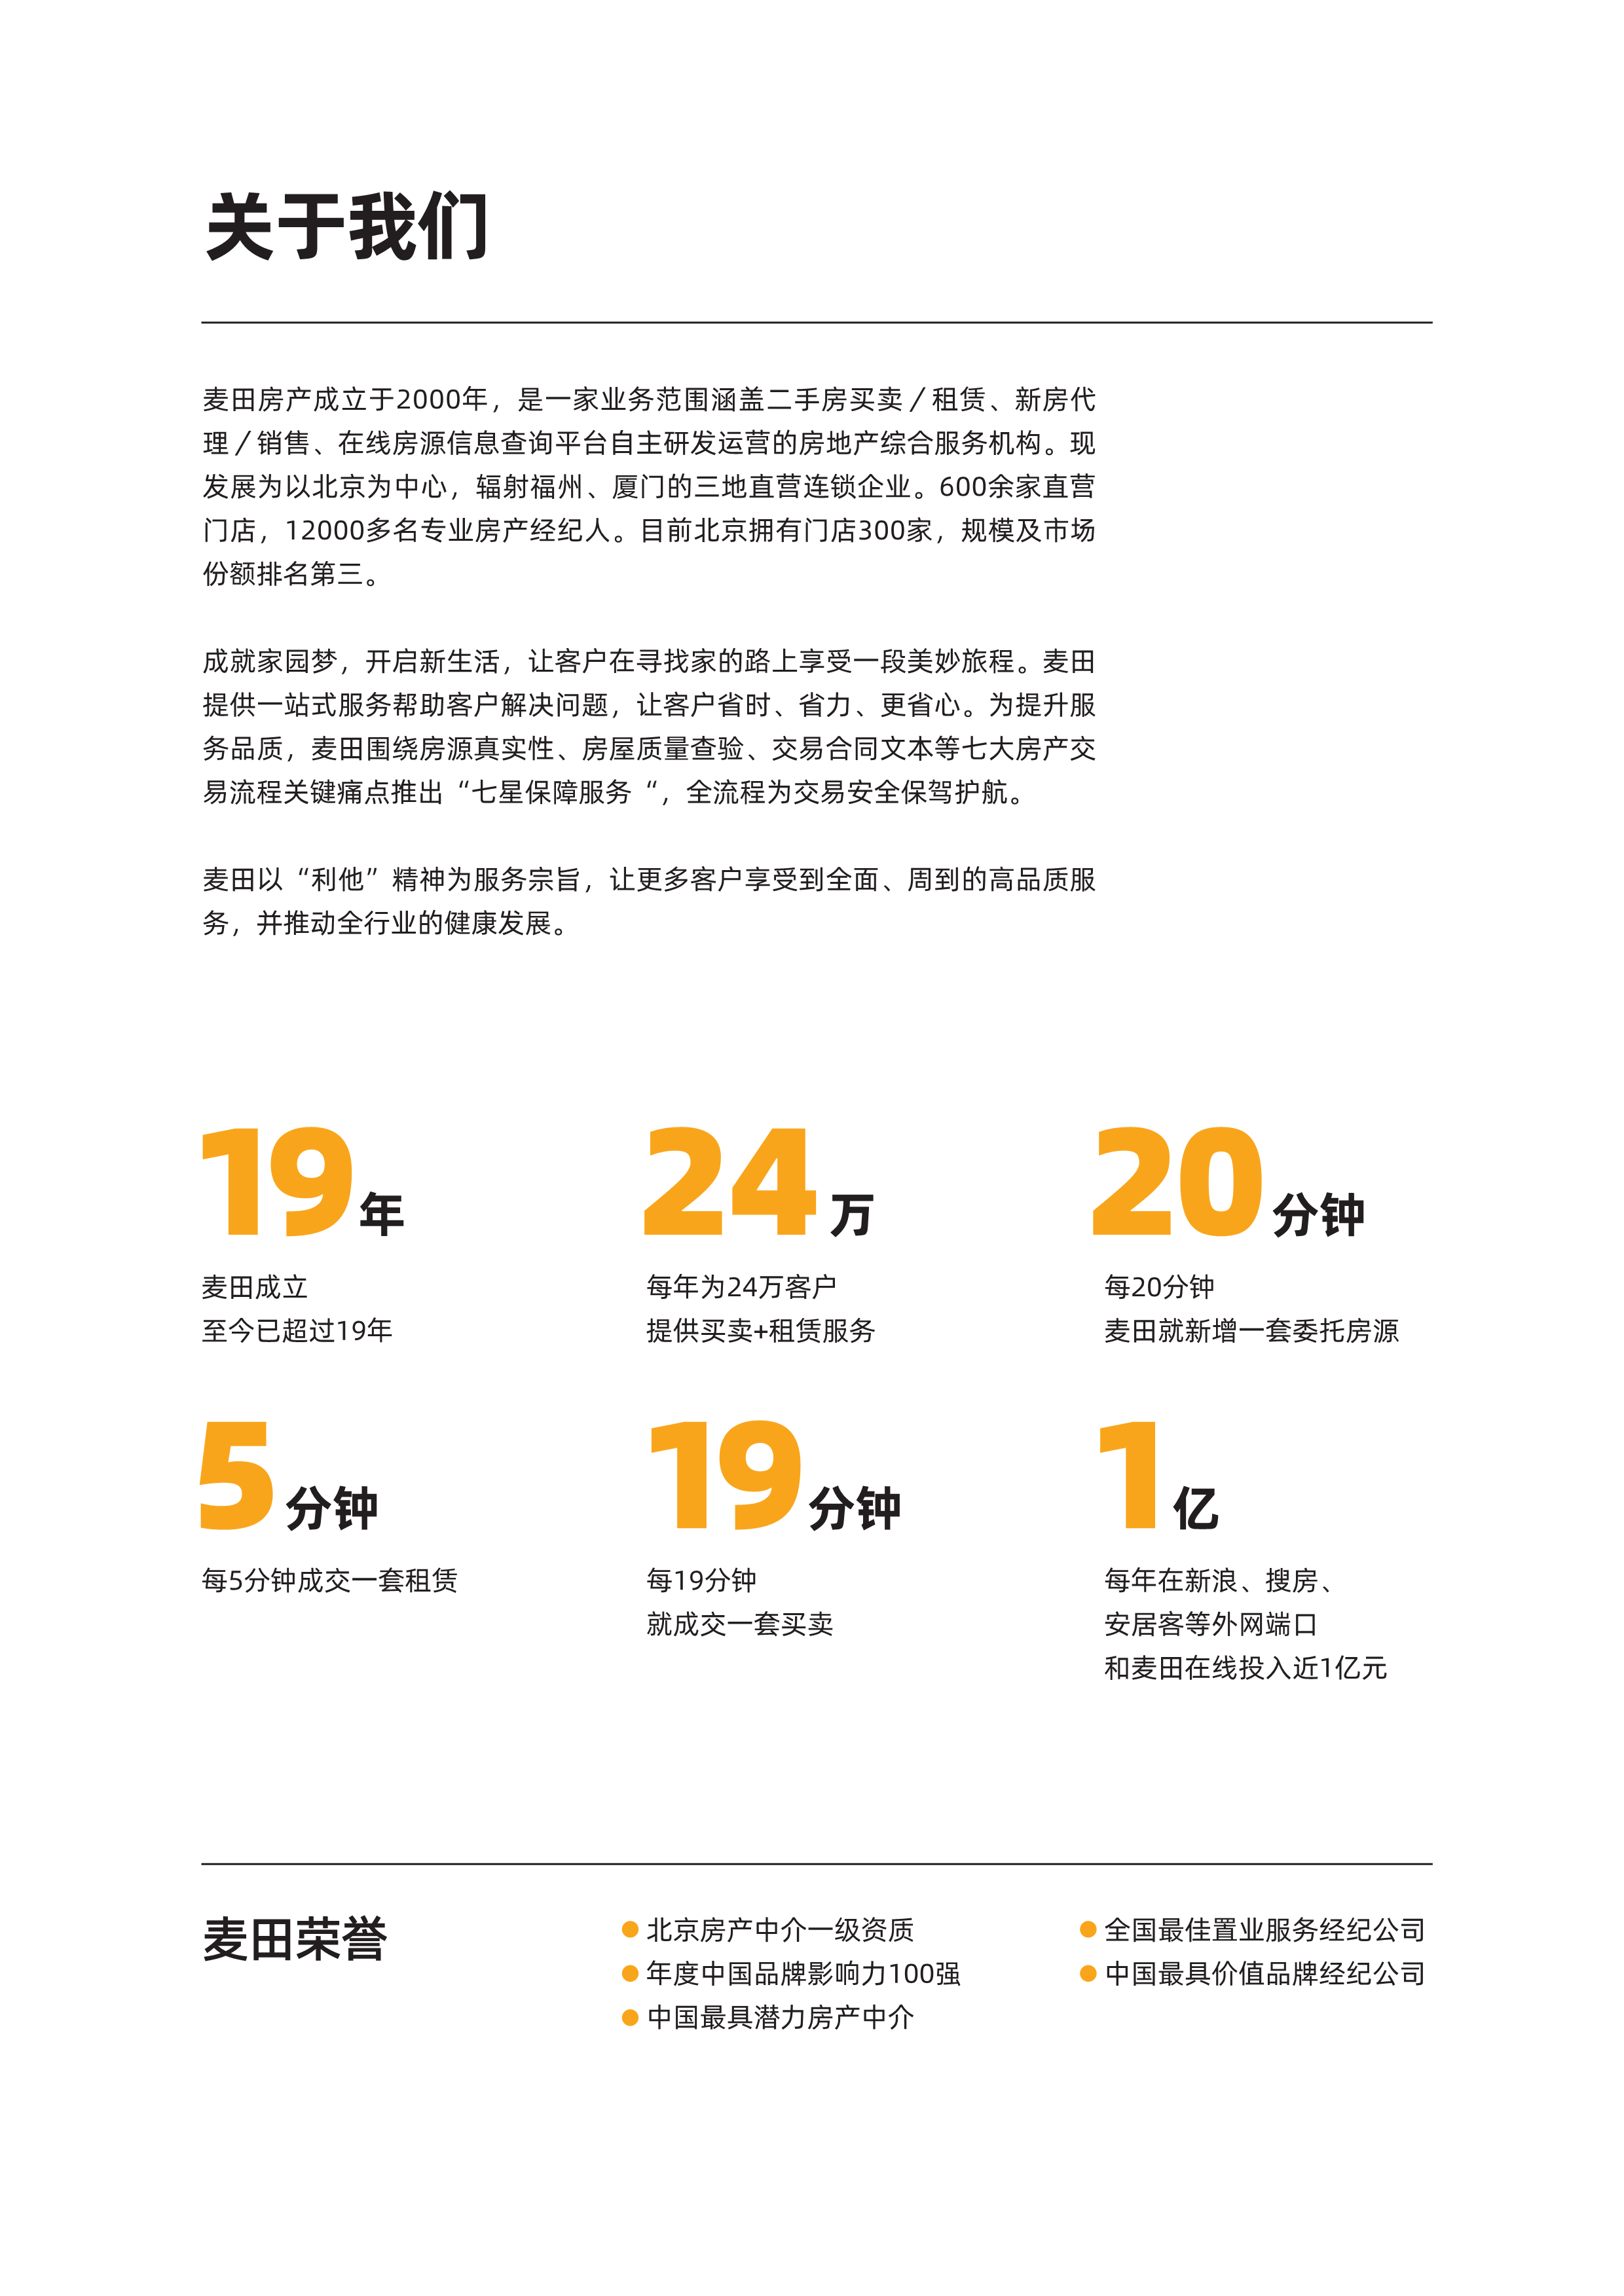 关于我们
麦田房产成立于2000年，是一家业务范围涵盖二手房买卖／租赁、新房代
理／销售、在线房源信息查询平台自主研发运营的房地产综合服务机构。现
发展为以北京为中心，辐射福州、厦门的三地直营连锁企业。600余家直营
门店，12000多名专业房产经纪人。目前北京拥有门店300家，规模及市场
份额排名第三。
成就家园梦，开启新生活，让客户在寻找家的路上享受一段美妙旅程。麦田
提供一站式服务帮助客户解决问题，让客户省时、省力、更省心。为提升服
务品质，麦田围绕房源真实性、房屋质量查验、交易合同文本等七大房产交
易流程关键痛点推出“七星保障服务“，全流程为交易安全保驾护航。
麦田以“利他”精神为服务宗旨，让更多客户享受到全面、周到的高品质服
务，并推动全行业的健康发展。
19年
麦田成立
至今已超过19年
24万
每年为24万客户
提供买卖+租赁服务
20分钟
每20分钟
麦田就新增一套委托房源
5分钟
每5分钟成交一套租赁
19分钟
每19分钟
就成交一套买卖
1亿
每年在新浪、搜房、
安居客等外网端口
和麦田在线投入近1亿元
麦田荣誉
北京房产中介一级资质
年度中国品牌影响力100强
中国最具潜力房产中介
全国最佳置业服务经纪公司
中国最具价值品牌经纪公司